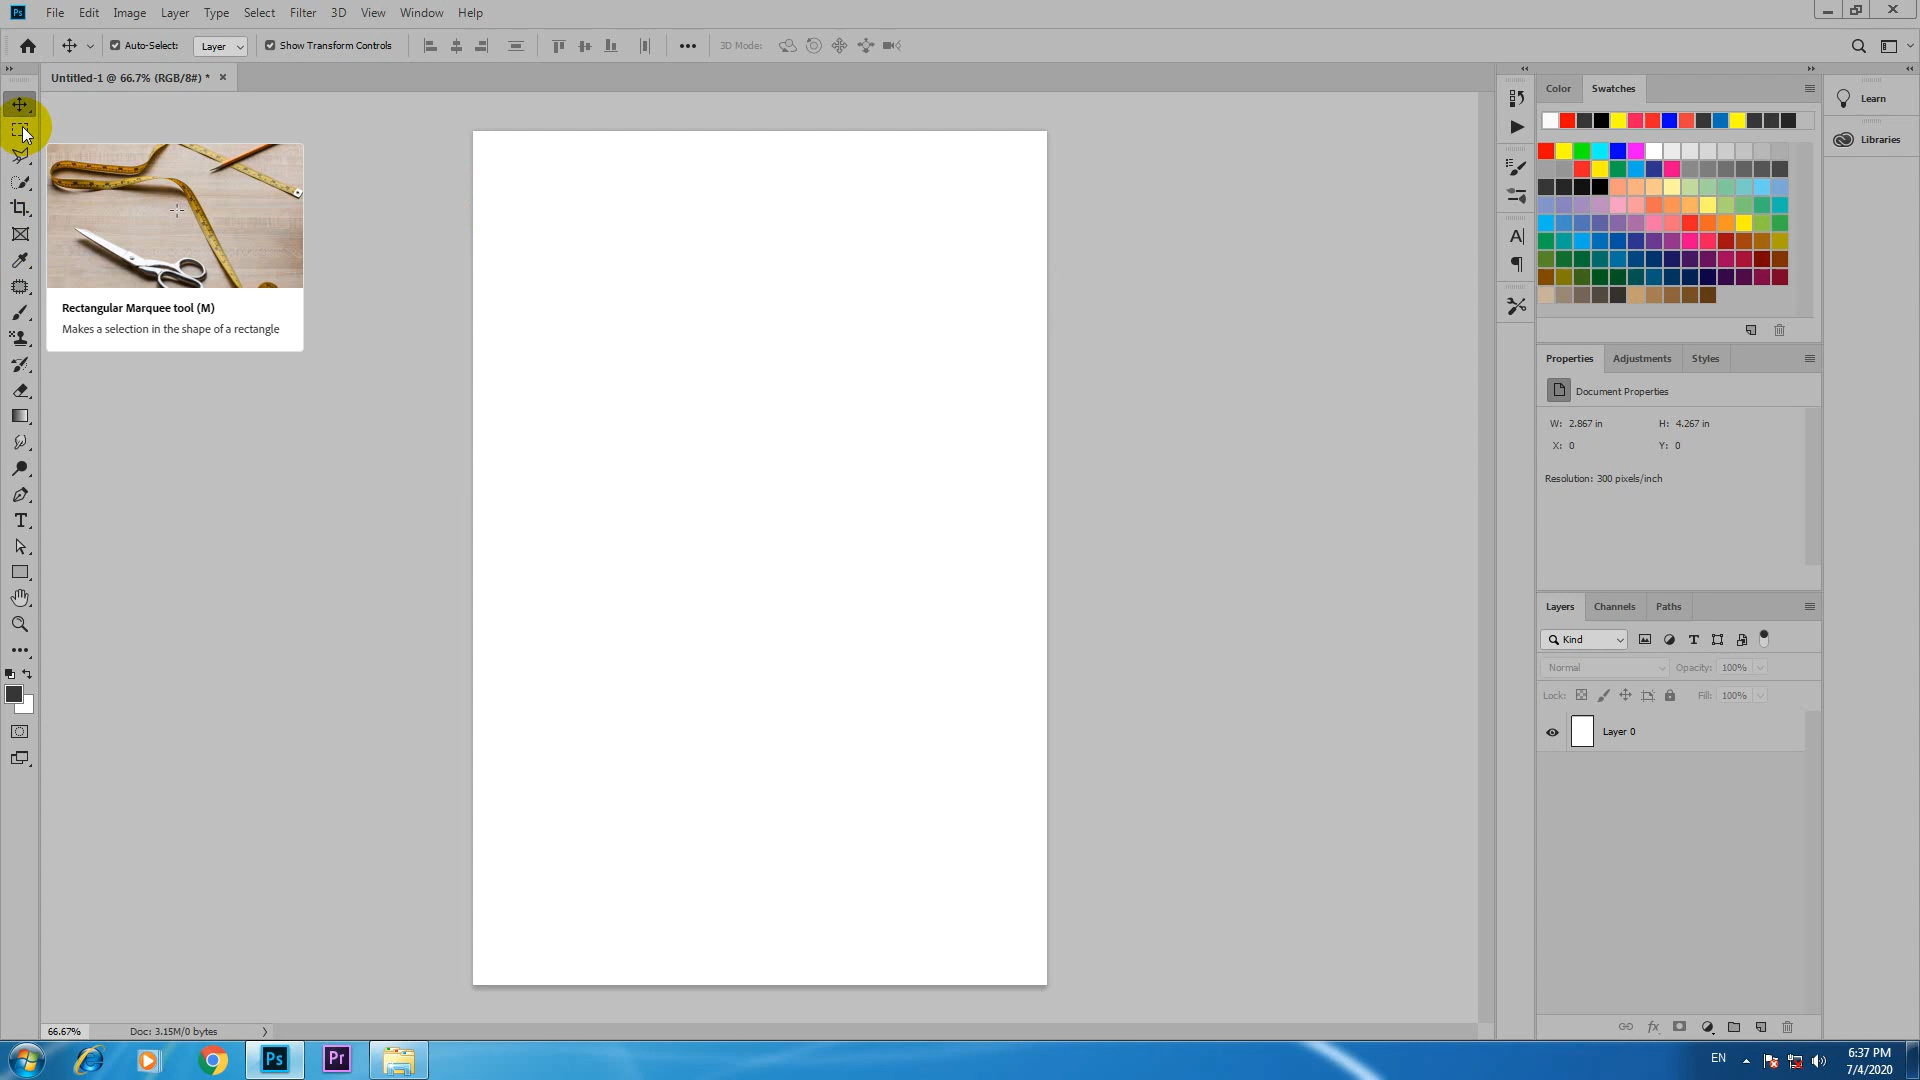 Ps File Edit Image Layer Type Select Filter 3D View Window Help
Auto-Select: Layer Show Transform Controls 3D Mode:
Untitled-1 @ 66.7% (RGB/8#) *
Color Swatches
Learn
Libraries
Rectangular Marquee tool (M)
Makes a selection in the shape of a rectangle
Properties Adjustments Styles
Document Properties
W: 2.867 in H: 4.267 in
X: 0 Y: 0
Resolution: 300 pixels/inch
Layers Channels Paths
Kind
Normal Opacity: 100%
Lock: Fill: 100%
Layer 0
66.67% Doc: 3.15M/0 bytes
Ps Pr
EN
6:37 PM
7/4/2020